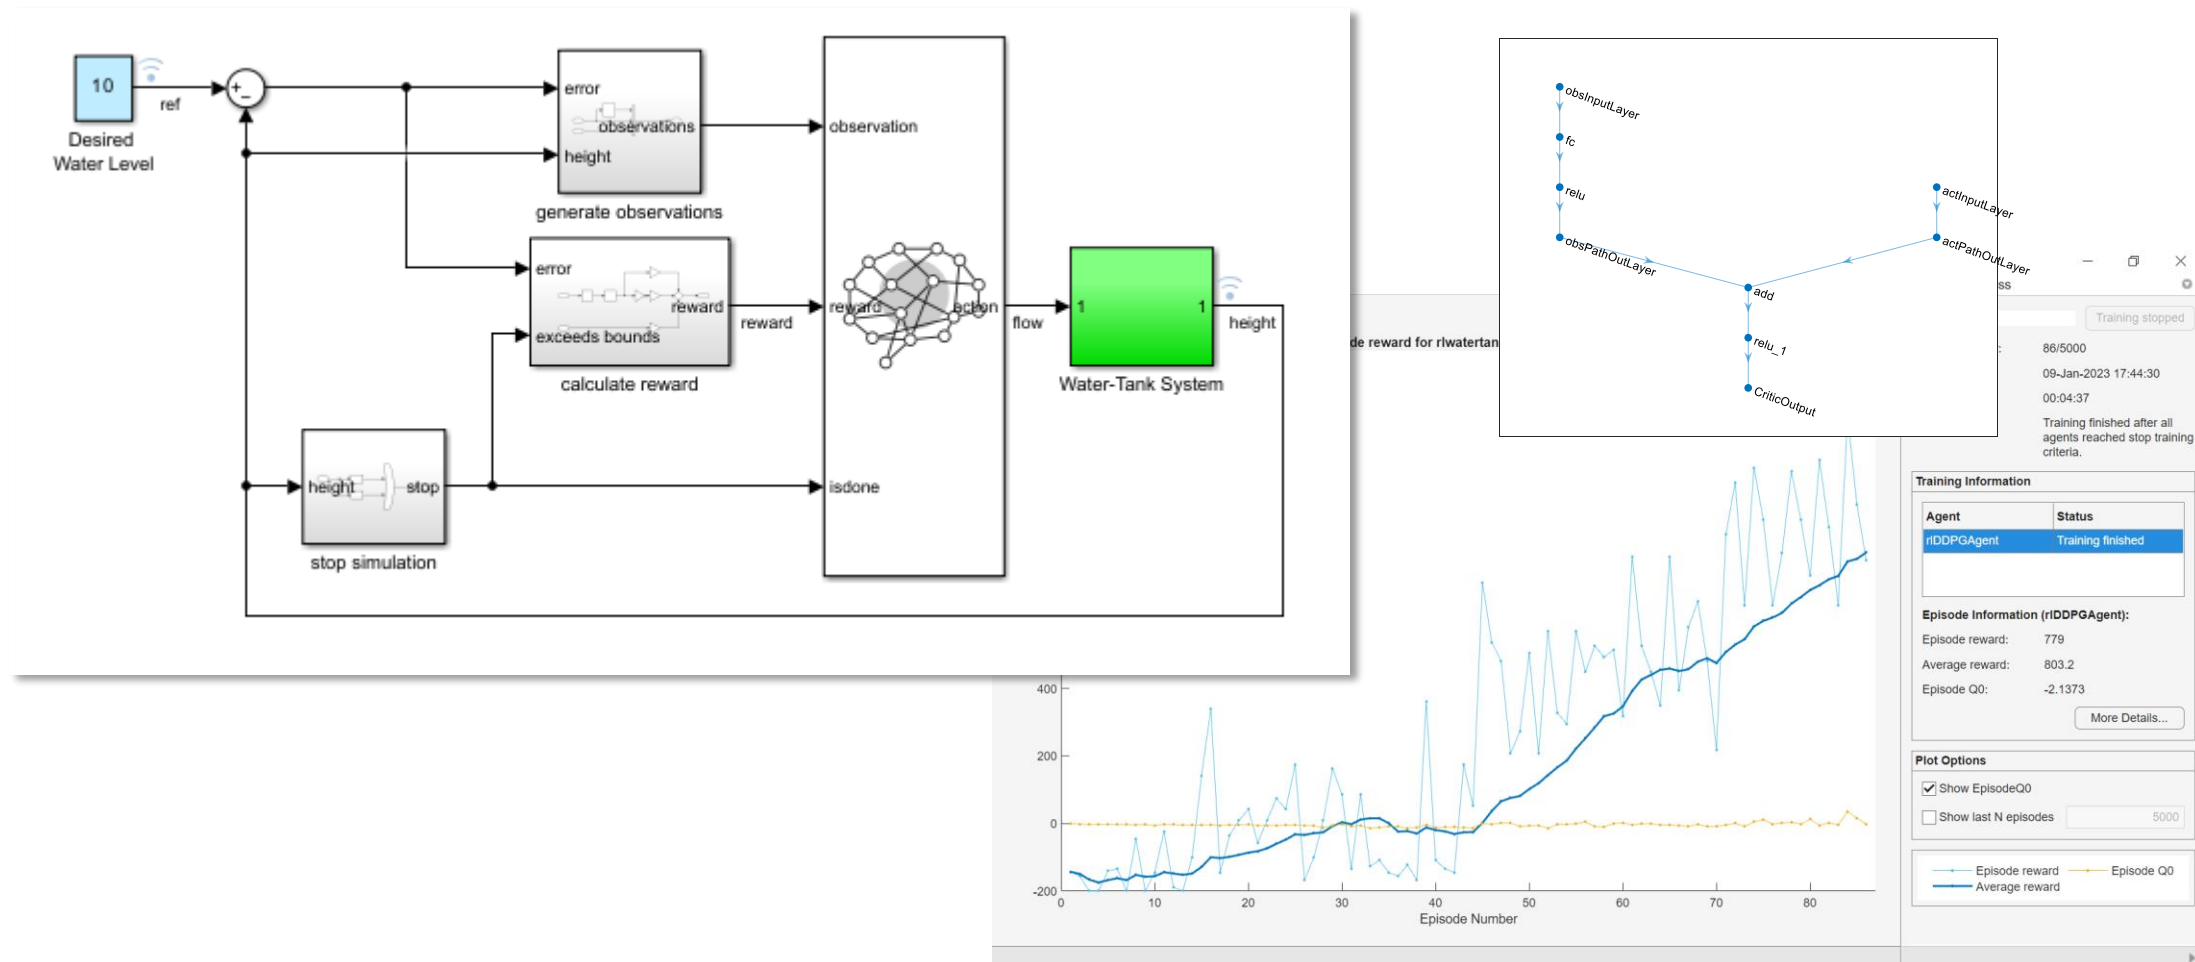 10
ref
Desired
Water Level
+
−
error
observations
height
generate observations
error
reward
exceeds bounds
calculate reward
reward
height
stop
stop simulation
observation
reward
action
isdone
flow
1
1
Water-Tank System
height
obsInputLayer
fc
relu
obsPathOutLayer
actInputLayer
actPathOutLayer
add
relu_1
CriticOutput
ss
de reward for rlwatertan
Training stopped
:
86/5000
09-Jan-2023 17:44:30
00:04:37
Training finished after all
agents reached stop training
criteria.
Training Information
Agent Status
rlDDPGAgent Training finished
Episode Information (rlDDPGAgent):
Episode reward: 779
Average reward: 803.2
Episode Q0: -2.1373
More Details...
Plot Options
Show EpisodeQ0
Show last N episodes 5000
Episode reward Episode Q0
Average reward
400
200
0
-200
0 10 20 30 40 50 60 70 80
Episode Number